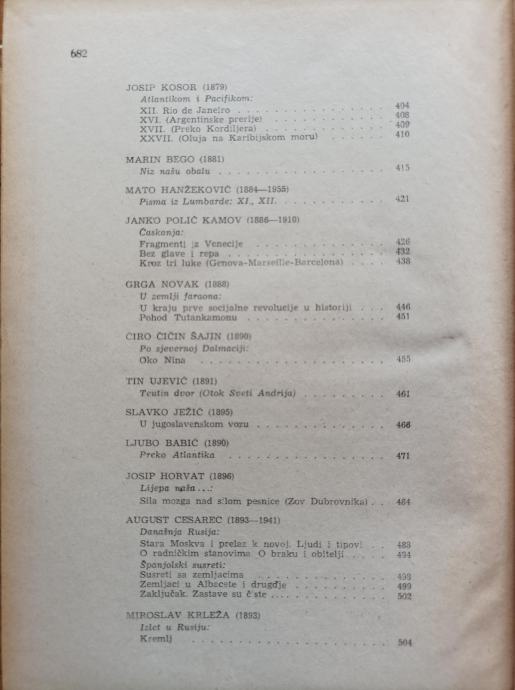 682
JOSIP KOSOR (1879)
Atlantikom i Pacifikom:
XII. Rio de Janeiro . . . . . . . . . . . . . 404
XVI. (Argentinske prerije) . . . . . . . . . . 408
XVII. (Preko Kordiljera) . . . . . . . . . . . 409
XXVII. (Oluja na Karibijskom moru) . . . . . 410
MARIN BEGO (1881)
Niz našu obalu . . . . . . . . . . . . . . . 415
MATO HANŽEKOVIĆ (1884—1955)
Pisma iz Lumbarde: XI., XII. . . . . . . . . . 421
JANKO POLIĆ KAMOV (1886—1910)
Ćaskanja:
Fragmenti iz Venecije . . . . . . . . . . . . 426
Bez glave i repa . . . . . . . . . . . . . . . 432
Kroz tri luke (Genova-Marseille-Barcelona) . . . . 438
GRGA NOVAK (1888)
U zemlji faraona:
U kraju prve socijalne revolucije u historiji . . . 446
Pohod Tutankamonu . . . . . . . . . . . . . 451
CIRO ČIČIN ŠAJIN (1890)
Po sjevernoj Dalmaciji:
Oko Nina . . . . . . . . . . . . . . . . . 455
TIN UJEVIĆ (1891)
Teutin dvor (Otok Sveti Andrija) . . . . . . . . . 461
SLAVKO JEŽIĆ (1895)
U jugoslavenskom vozu . . . . . . . . . . . . 466
LJUBO BABIĆ (1890)
Preko Atlantika . . . . . . . . . . . . . . . 471
JOSIP HORVAT (1896)
Lijepa naša...:
Sila mozga nad silom pesnice (Zov Dubrovnika) . . 484
AUGUST CESAREC (1893—1941)
Današnja Rusija:
Stara Moskva i prelaz k novoj. Ljudi i tipovi . . 488
O radničkim stanovima O braku i obitelji . . . . . 494
Španjolski susreti:
Susreti sa zemljacima . . . . . . . . . . . . 498
Zemljaci u Albacete i drugdje . . . . . . . . . 499
Zaključak. Zastave su čiste . . . . . . . . . . . 502
MIROSLAV KRLEŽA (1893)
Izlet u Rusiju:
Kremlj . . . . . . . . . . . . . . . . . . 504